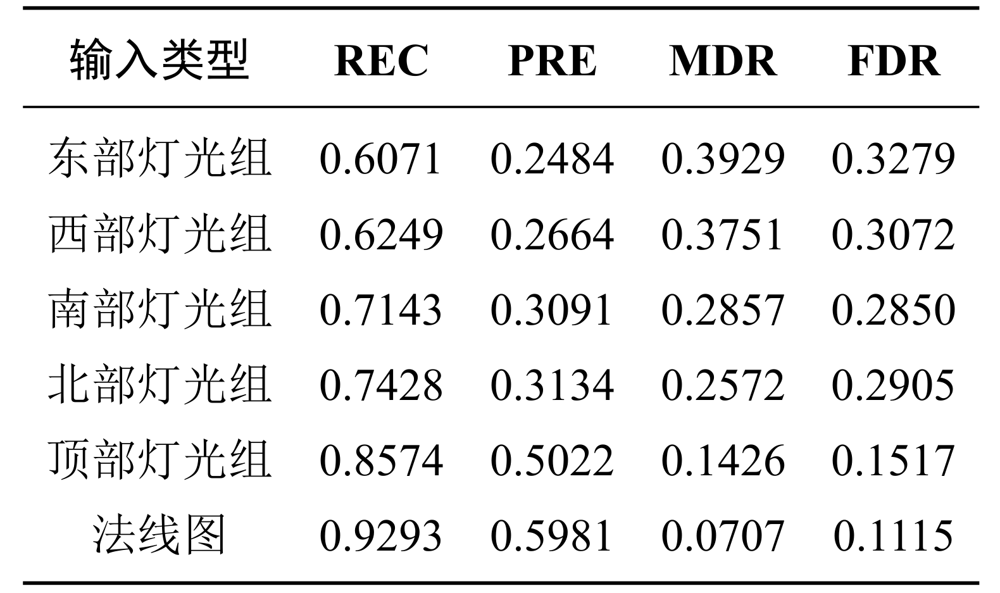 输入类型 REC PRE MDR FDR
东部灯光组 0.6071 0.2484 0.3929 0.3279
西部灯光组 0.6249 0.2664 0.3751 0.3072
南部灯光组 0.7143 0.3091 0.2857 0.2850
北部灯光组 0.7428 0.3134 0.2572 0.2905
顶部灯光组 0.8574 0.5022 0.1426 0.1517
法线图 0.9293 0.5981 0.0707 0.1115